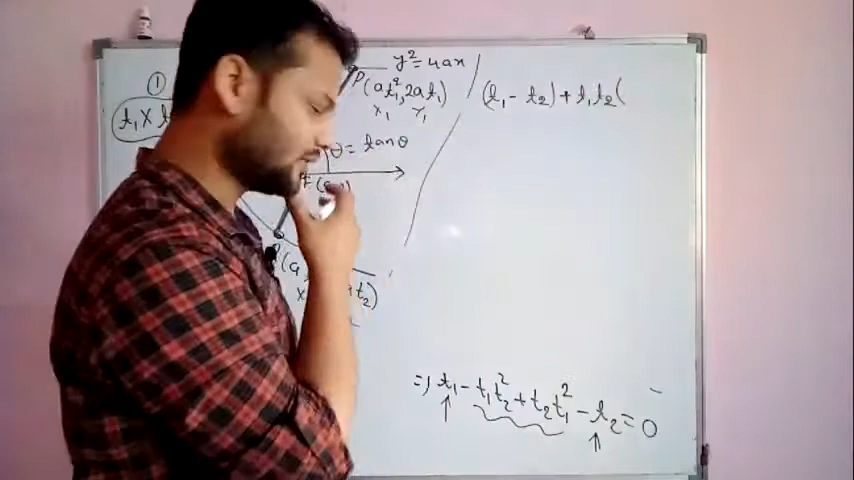 ①
t₁ X t
y² = 4ax
P(at₁², 2at₁)
x₁ y₁
θ = tanθ
(a
x
t₂)
(t₁ - t₂) + t₁t₂(
=) t₁ - t₁t₂² + t₂t₁² - t₂ = 0